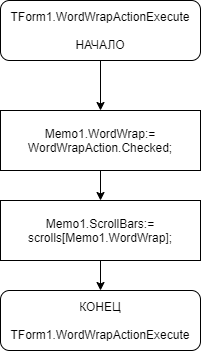 TForm1.WordWrapActionExecute
НАЧАЛО
Memo1.WordWrap:=
WordWrapAction.Checked;
Memo1.ScrollBars:=
scrolls[Memo1.WordWrap];
КОНЕЦ
TForm1.WordWrapActionExecute